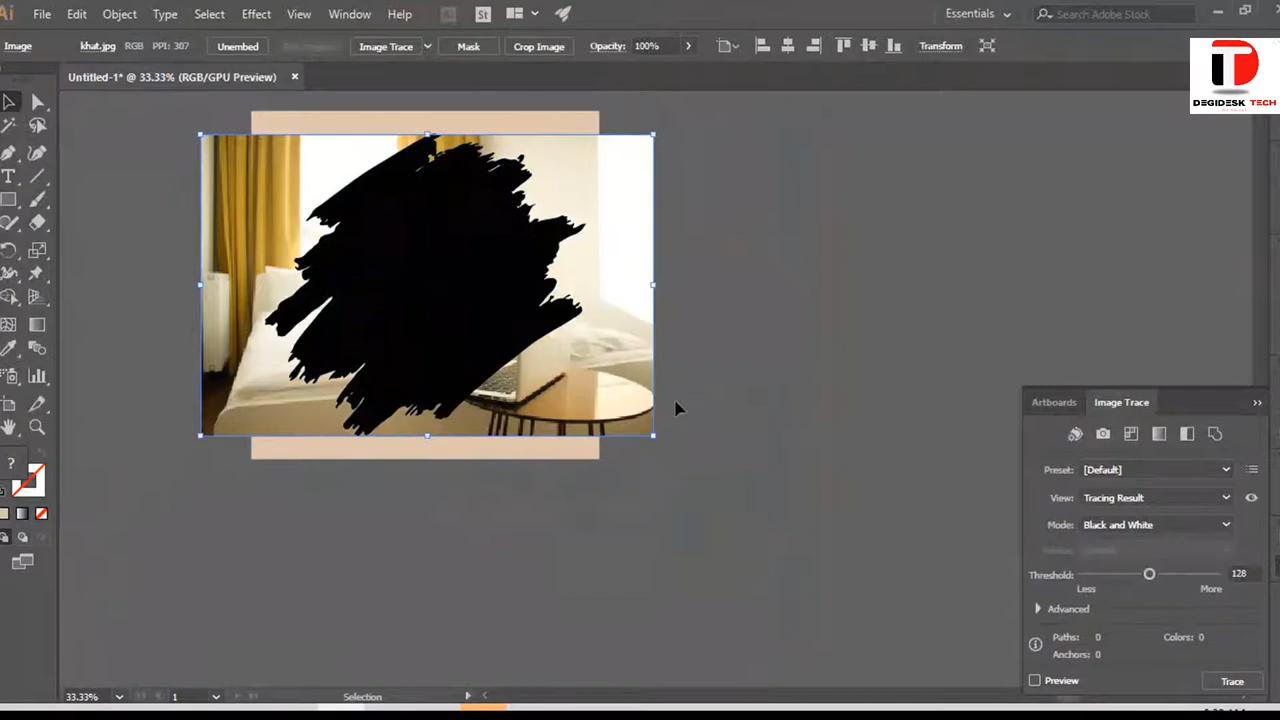 Ai File Edit Object Type Select Effect View Window Help Br St Essentials Search Adobe Stock
Image khat.jpg RGB PPI: 307 Unembed Image Trace Mask Crop Image Opacity: 100% Transform
Untitled-1* @ 33.33% (RGB/GPU Preview)
DT
DEGIDESK TECH
Artboards Image Trace
Preset: [Default]
View: Tracing Result
Mode: Black and White
Threshold: 128
Less More
Advanced
Paths: 0 Colors: 0
Anchors: 0
Preview Trace
33.33% 1 Selection